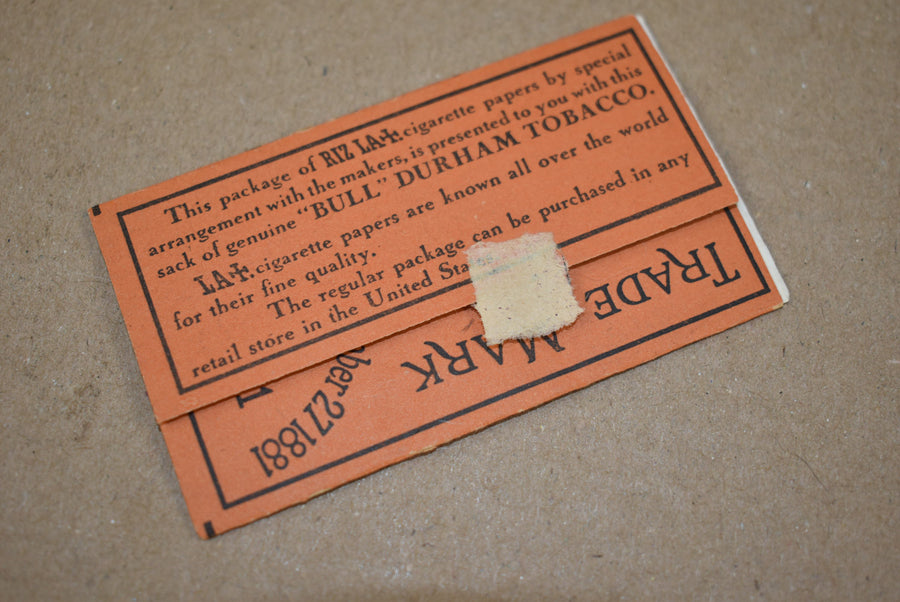 This package of RIZ LA✠. cigarette papers by special
arrangement with the makers, is presented to you with this
sack of genuine "BULL" DURHAM TOBACCO.
LA✠. cigarette papers are known all over the world
for their fine quality.
The regular package can be purchased in any
retail store in the United Sta
TRADE MARK
ber 27 1881